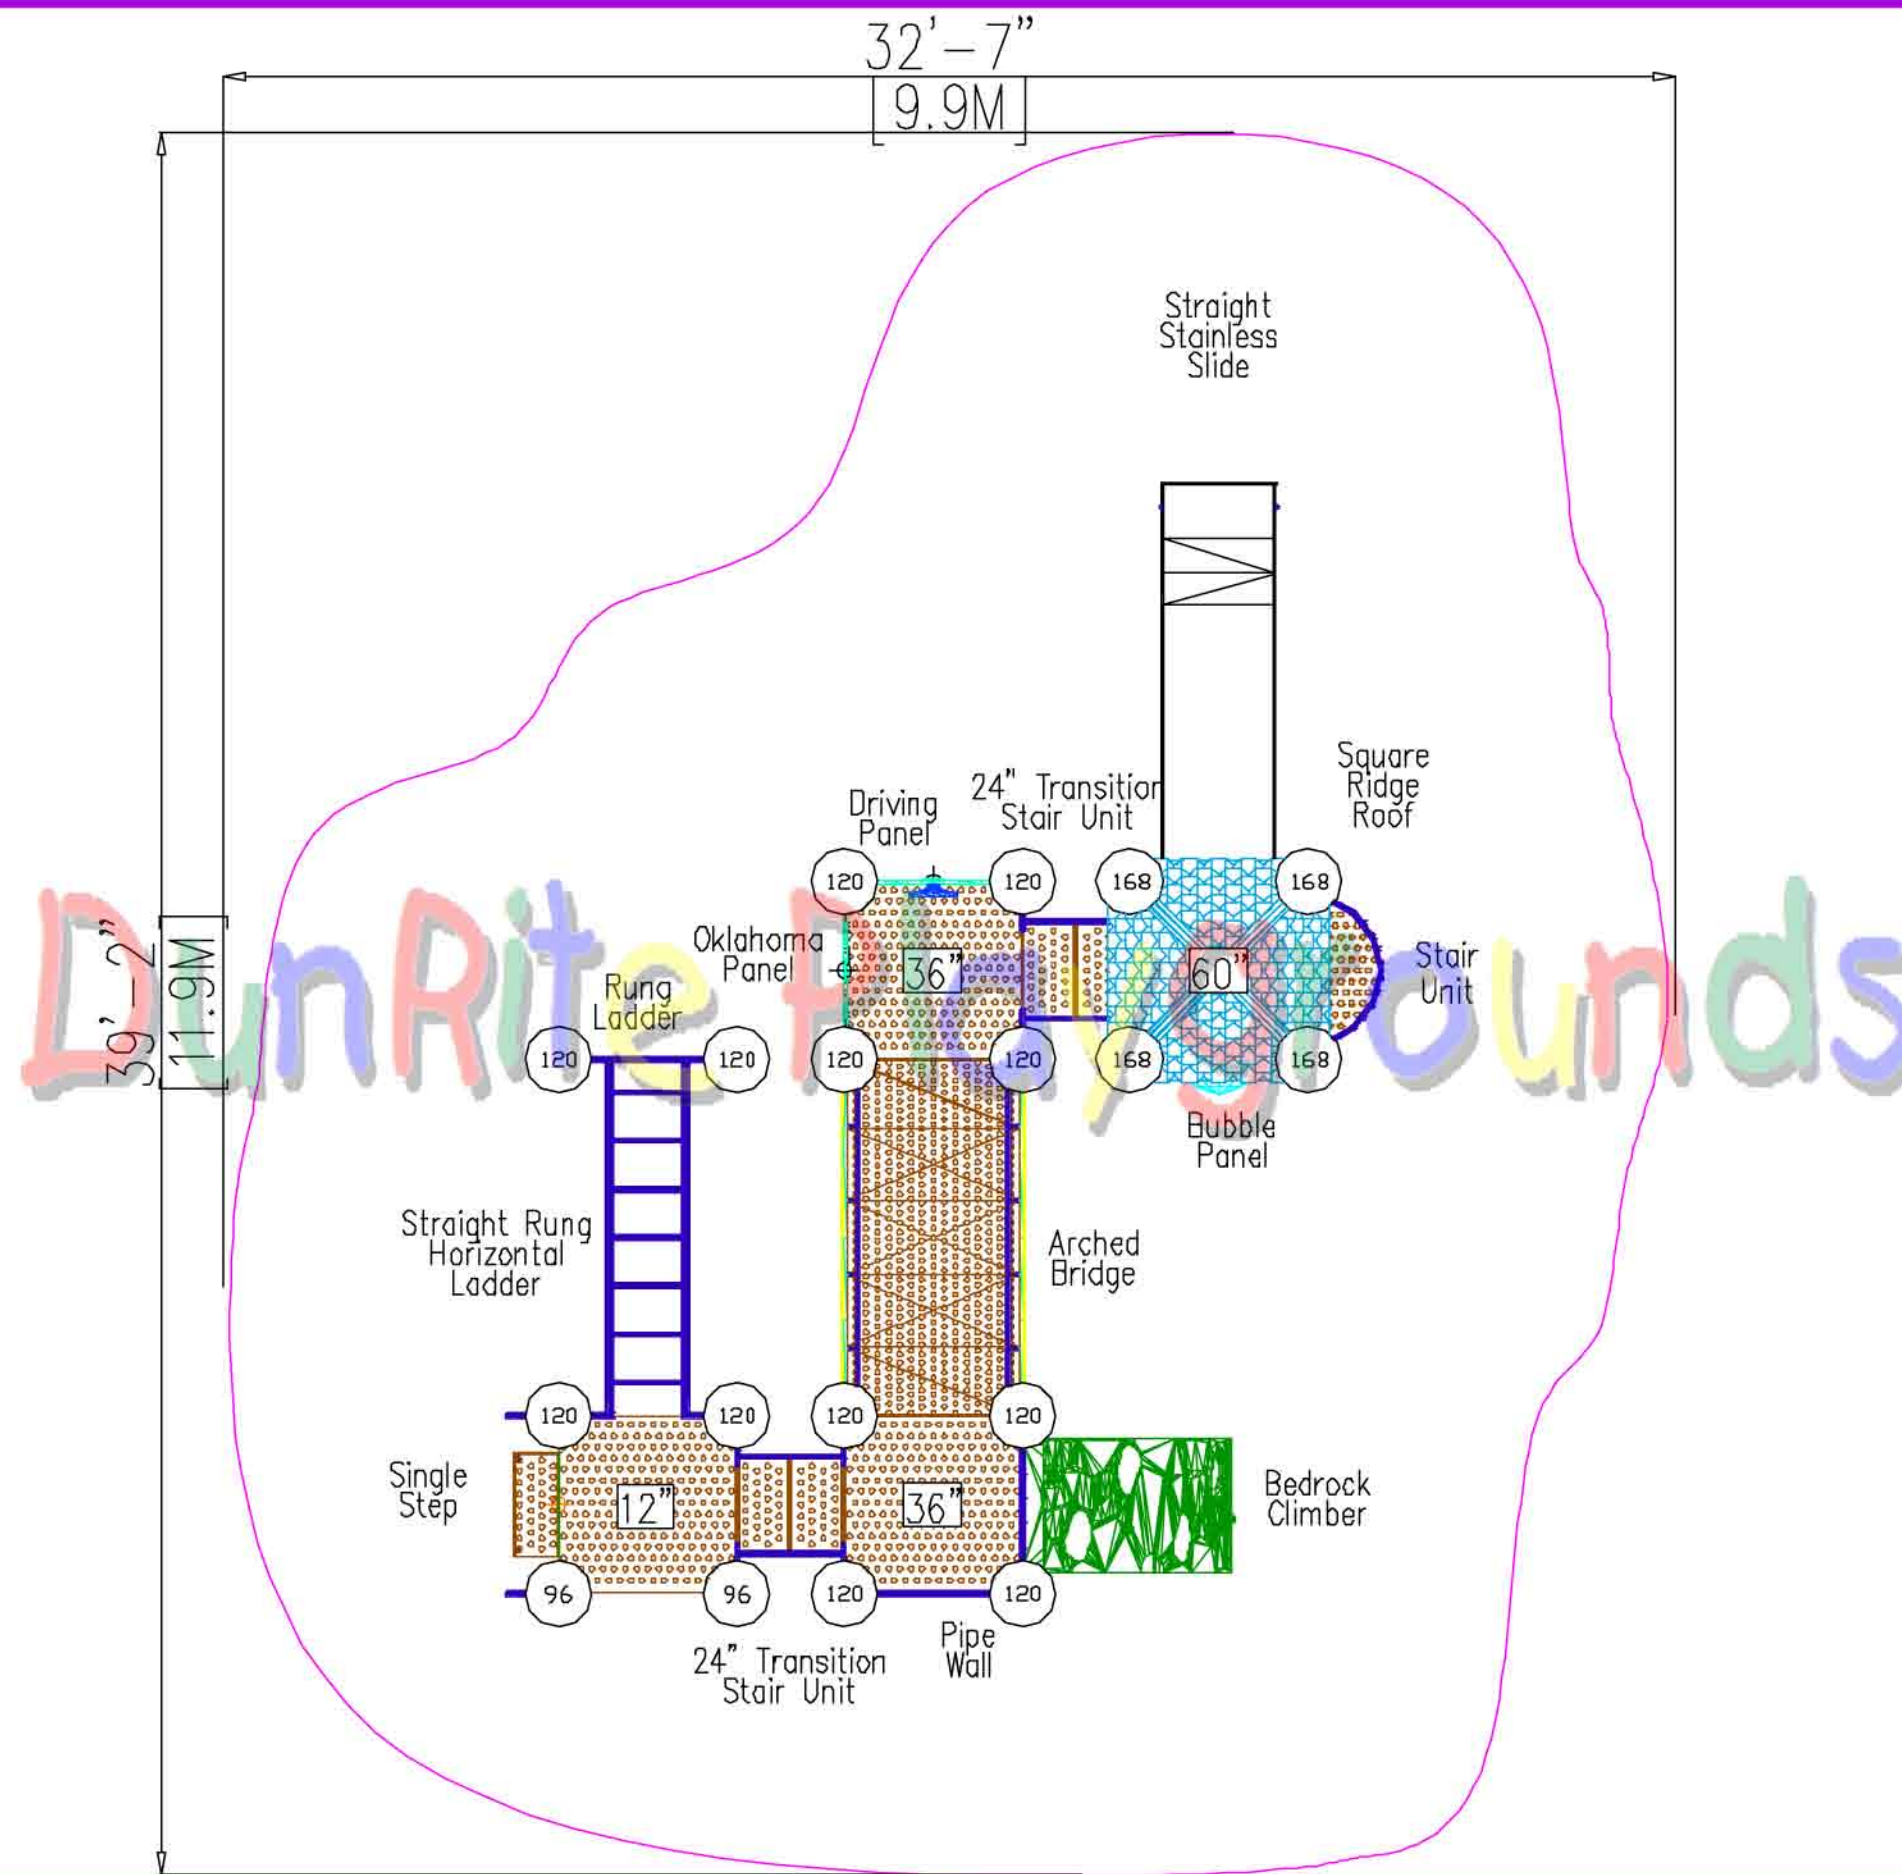 32'-7"
[9.9M]
39'-2"
[11.9M]
Straight
Stainless
Slide
Square
Ridge
Roof
24" Transition
Stair Unit
Driving
Panel
120
120
168
168
DunRite Playgrounds
Oklahoma
Panel
36"
60"
Stair
Unit
Rung
Ladder
120
120
120
120
168
168
Bubble
Panel
Straight Rung
Horizontal
Ladder
Arched
Bridge
120
120
120
120
Single
Step
12"
36"
Bedrock
Climber
96
96
120
120
Pipe
Wall
24" Transition
Stair Unit